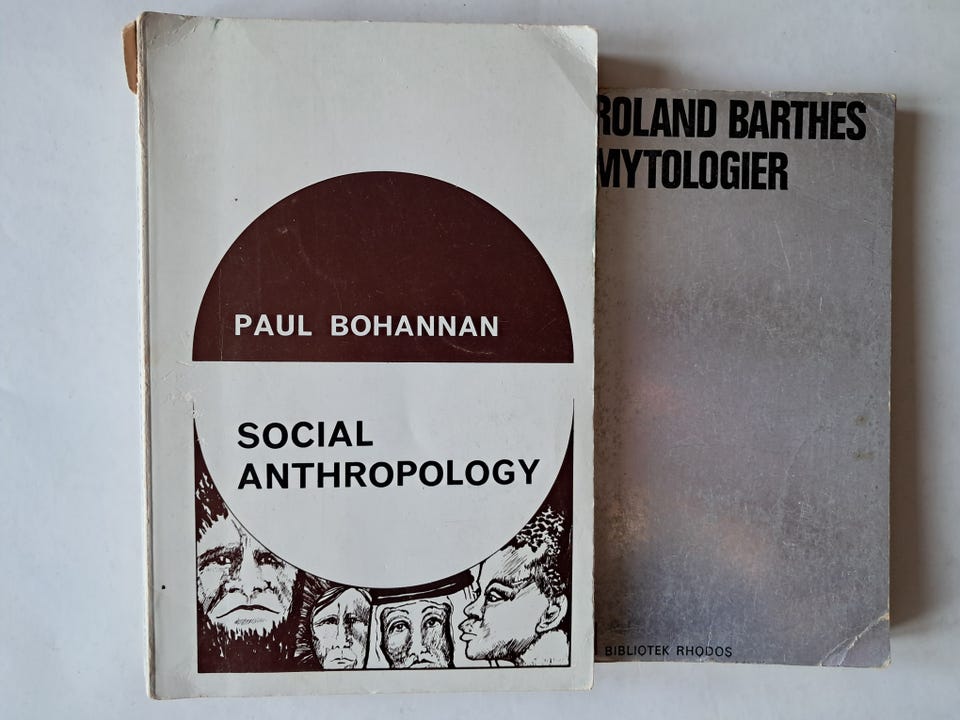 PAUL BOHANNAN
SOCIAL
ANTHROPOLOGY
ROLAND BARTHES
MYTOLOGIER
BIBLIOTEK RHODOS